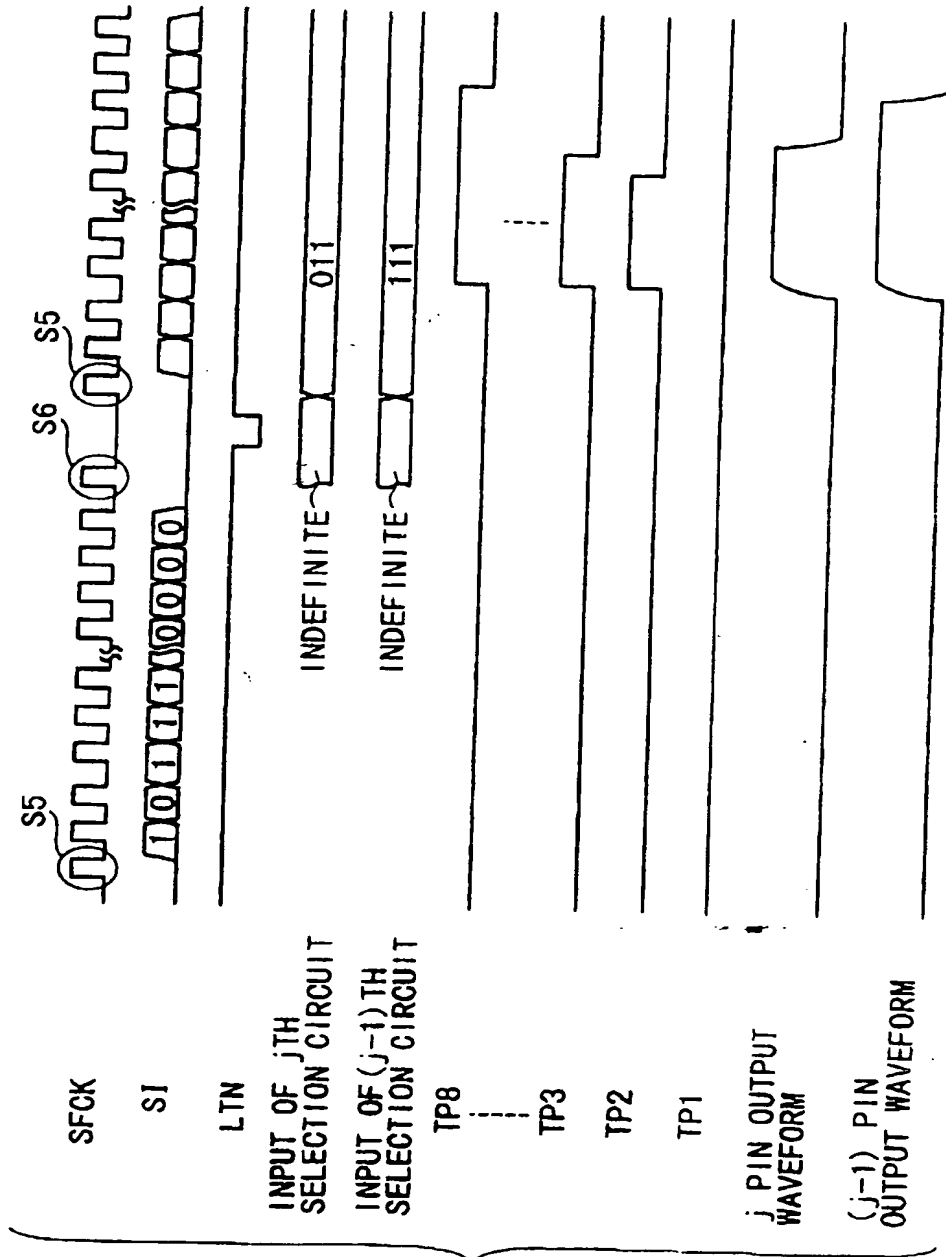 S5
S6
S5
SFCK
SI
1 0 1 1 1 0 0 0 0
LTN
INPUT OF jTH
SELECTION CIRCUIT
INDEFINITE
011
INPUT OF (j-1)TH
SELECTION CIRCUIT
INDEFINITE
111
TP8
TP3
TP2
TP1
j PIN OUTPUT
WAVEFORM
(j-1) PIN
OUTPUT WAVEFORM